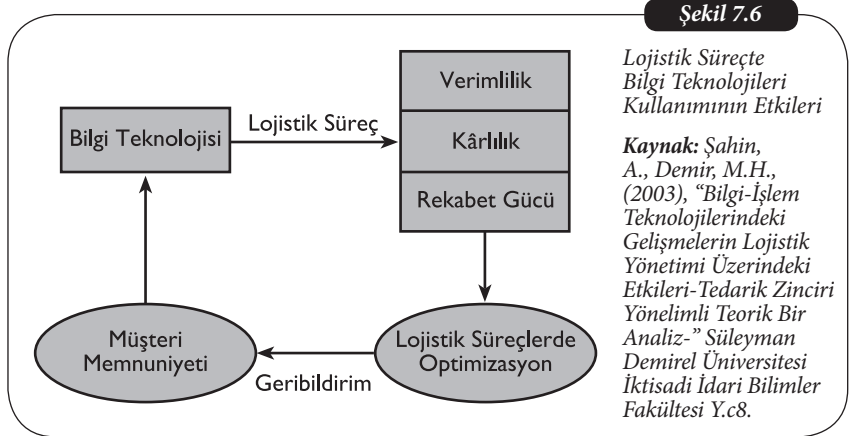 Şekil 7.6
Lojistik Süreçte
Bilgi Teknolojileri
Kullanımının Etkileri
Kaynak: Şahin,
A., Demir, M.H.,
(2003), “Bilgi-İşlem
Teknolojilerindeki
Gelişmelerin Lojistik
Yönetimi Üzerindeki
Etkileri-Tedarik Zinciri
Yönelimli Teorik Bir
Analiz-” Süleyman
Demirel Üniversitesi
İktisadi İdari Bilimler
Fakültesi Y.c8.
Bilgi Teknolojisi
Lojistik Süreç
Verimlilik
Kârlılık
Rekabet Gücü
Lojistik Süreçlerde
Optimizasyon
Geribildirim
Müşteri
Memnuniyeti